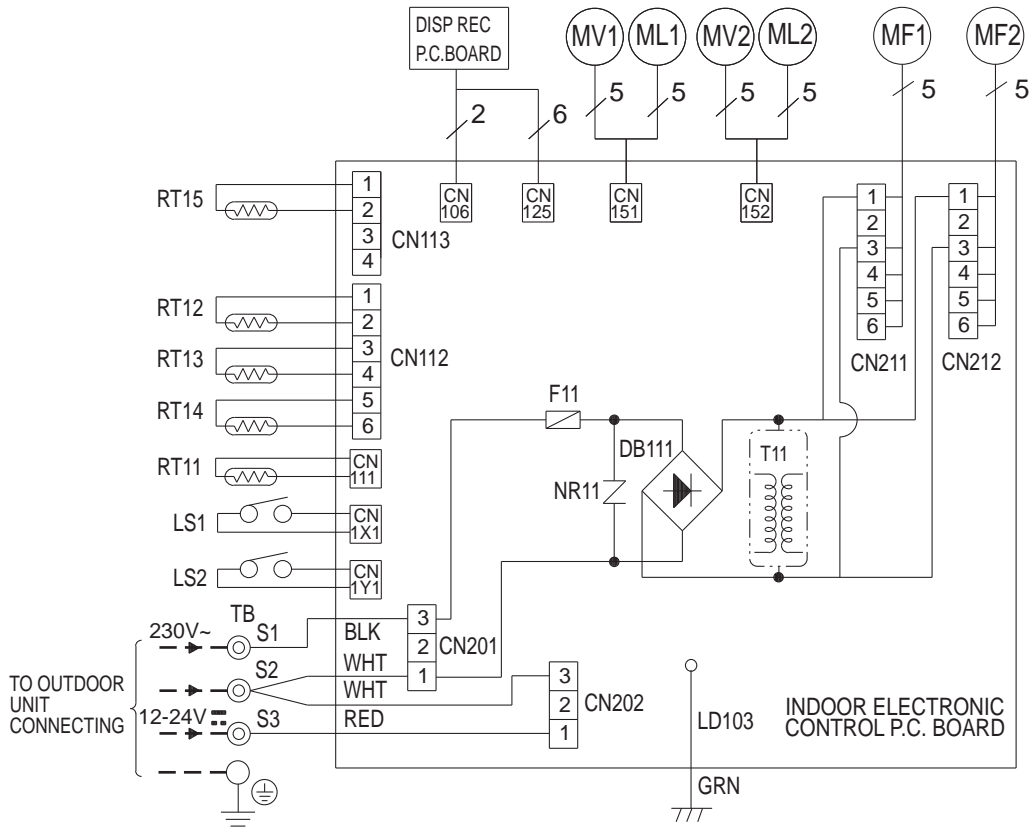 DISP REC
P.C.BOARD
MV1
ML1
MV2
ML2
MF1
MF2
2
6
5
5
5
5
5
5
CN
106
CN
125
CN
151
CN
152
RT15
1
2
3
4
CN113
RT12
RT13
RT14
1
2
3
4
5
6
CN112
RT11
CN
111
LS1
CN
1X1
LS2
CN
1Y1
1
2
3
4
5
6
CN211
1
2
3
4
5
6
CN212
F11
NR11
DB111
T11
TB
230V~
S1
S2
12-24V
S3
TO OUTDOOR
UNIT
CONNECTING
BLK
WHT
WHT
RED
3
2
1
CN201
3
2
1
CN202
LD103
GRN
INDOOR ELECTRONIC
CONTROL P.C. BOARD